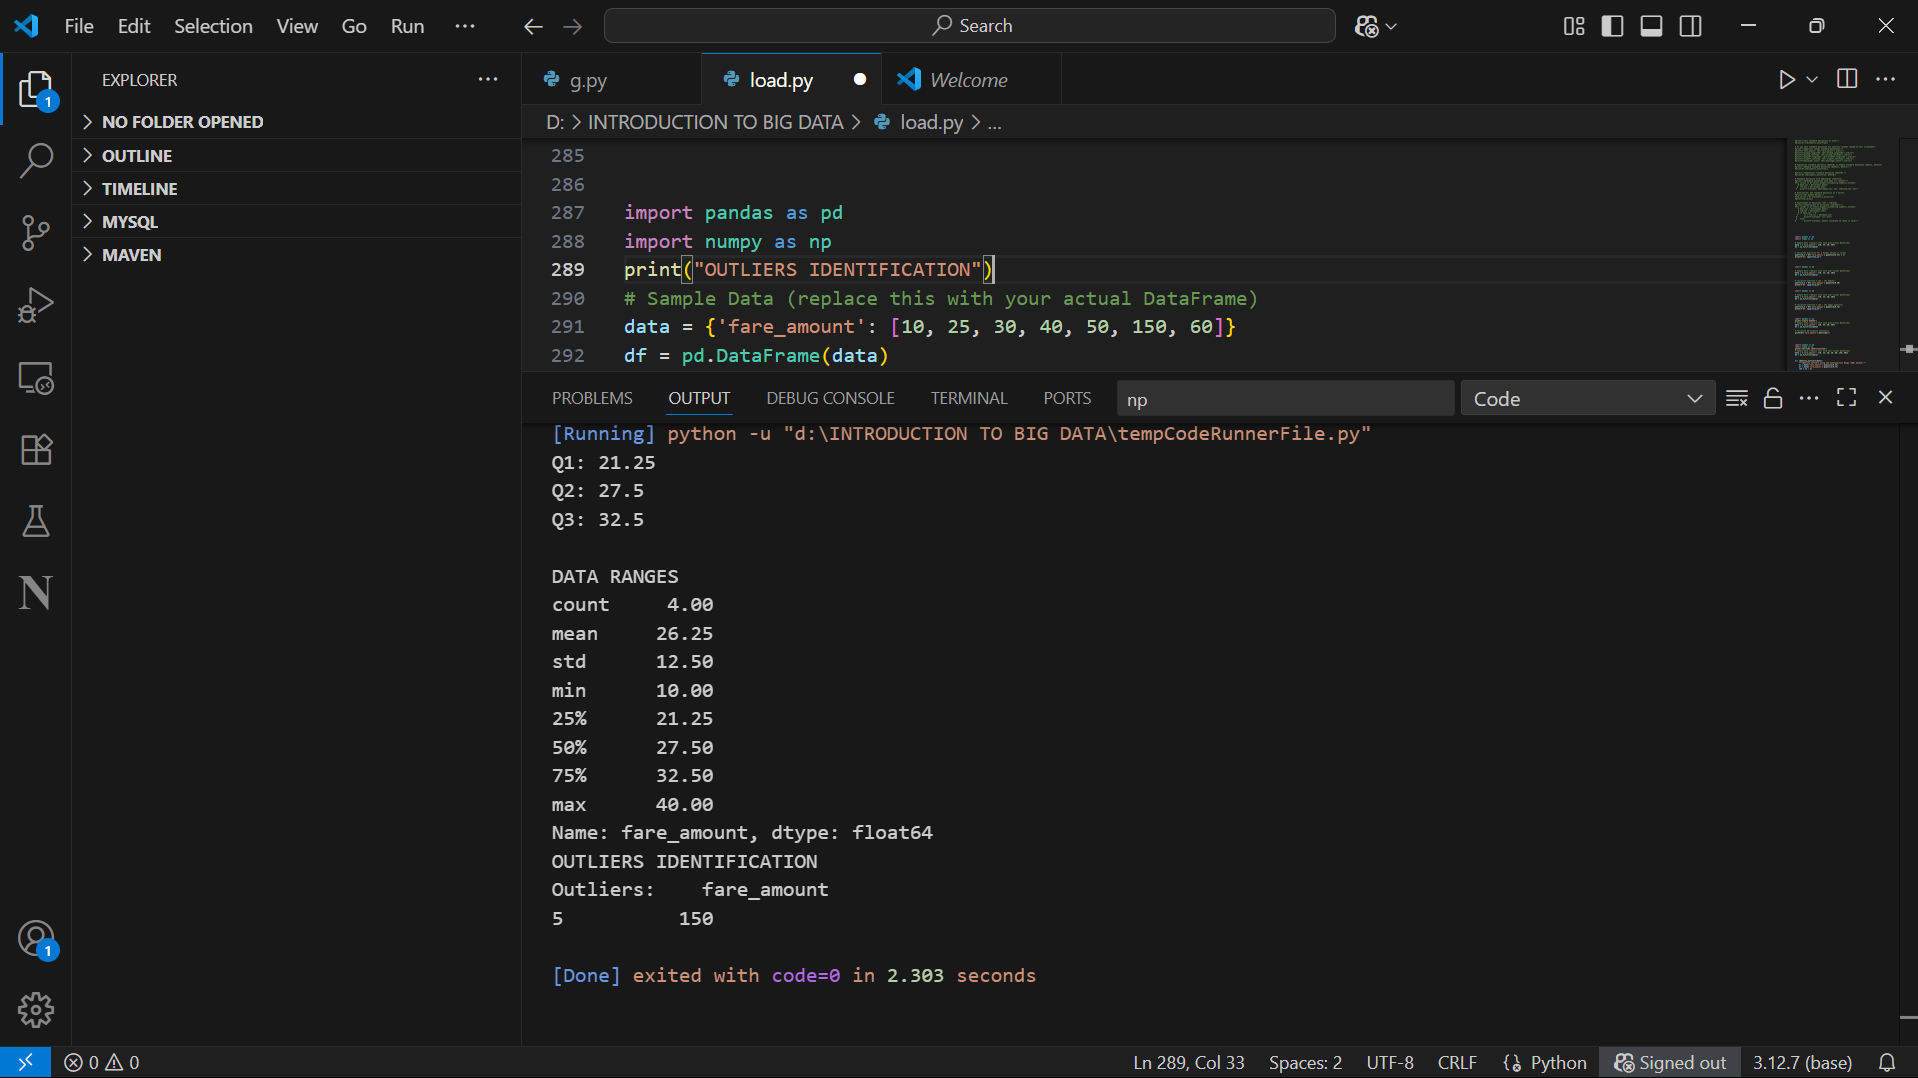 File Edit Selection View Go Run ··· Search
EXPLORER ···
NO FOLDER OPENED
OUTLINE
TIMELINE
MYSQL
MAVEN
1
1
g.py load.py Welcome
D: > INTRODUCTION TO BIG DATA > load.py > ...
285
286
287 import pandas as pd
288 import numpy as np
289 print("OUTLIERS IDENTIFICATION")
290 # Sample Data (replace this with your actual DataFrame)
291 data = {'fare_amount': [10, 25, 30, 40, 50, 150, 60]}
292 df = pd.DataFrame(data)
PROBLEMS OUTPUT DEBUG CONSOLE TERMINAL PORTS np Code
[Running] python -u "d:\INTRODUCTION TO BIG DATA\tempCodeRunnerFile.py"
Q1: 21.25
Q2: 27.5
Q3: 32.5
DATA RANGES
count 4.00
mean 26.25
std 12.50
min 10.00
25% 21.25
50% 27.50
75% 32.50
max 40.00
Name: fare_amount, dtype: float64
OUTLIERS IDENTIFICATION
Outliers: fare_amount
5 150
[Done] exited with code=0 in 2.303 seconds
0 0 Ln 289, Col 33 Spaces: 2 UTF-8 CRLF Python Signed out 3.12.7 (base)